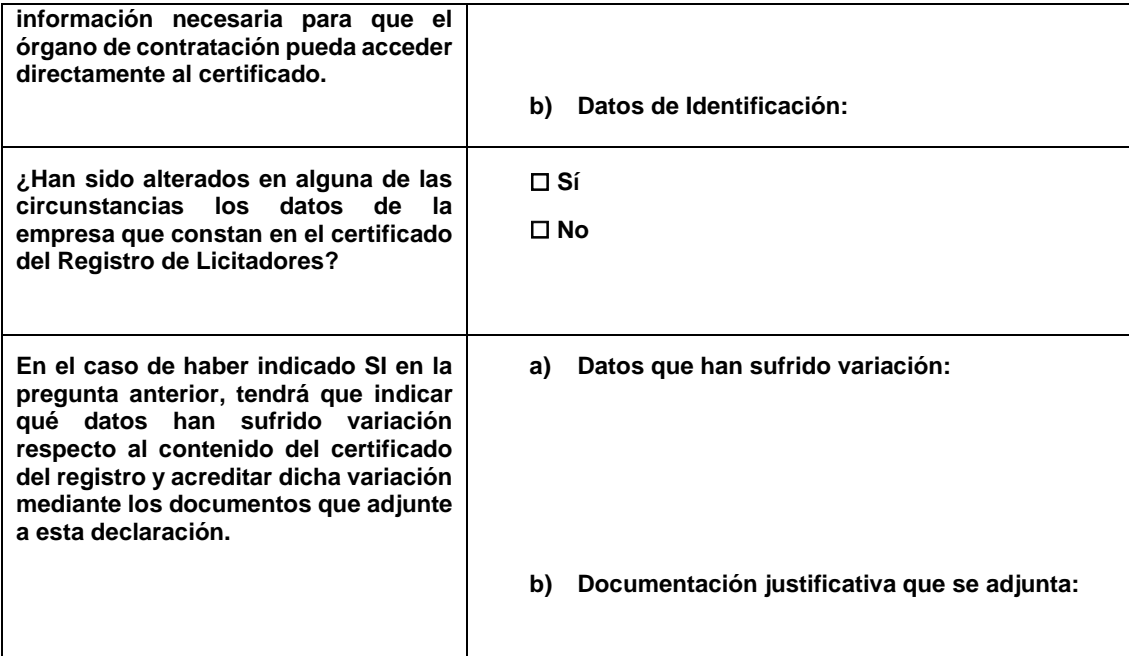 información necesaria para que el
órgano de contratación pueda acceder
directamente al certificado.
b) Datos de Identificación:
¿Han sido alterados en alguna de las
circunstancias los datos de la
empresa que constan en el certificado
del Registro de Licitadores?
☐ Sí
☐ No
En el caso de haber indicado SI en la
pregunta anterior, tendrá que indicar
qué datos han sufrido variación
respecto al contenido del certificado
del registro y acreditar dicha variación
mediante los documentos que adjunte
a esta declaración.
a) Datos que han sufrido variación:
b) Documentación justificativa que se adjunta: